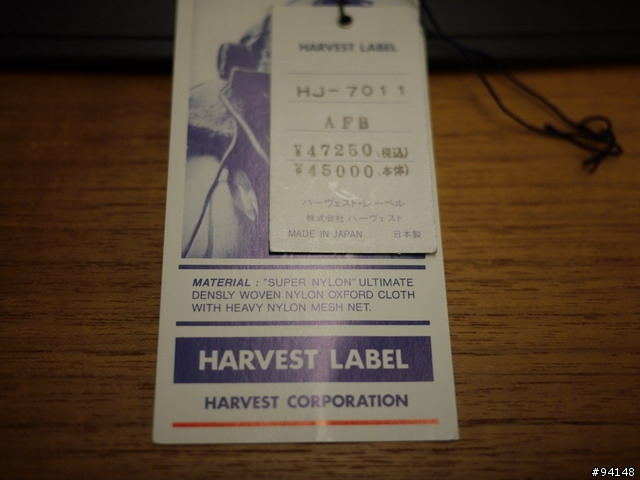 HARVEST LABEL
HJ-7011
AFB
¥47250(税込)
¥45000(本体)
ハーヴェスト・レーベル
株式会社 ハーヴェスト
MADE IN JAPAN 日本製
MATERIAL : "SUPER NYLON" ULTIMATE
DENSLY WOVEN NYLON OXFORD CLOTH
WITH HEAVY NYLON MESH NET.
HARVEST LABEL
HARVEST CORPORATION
#94148